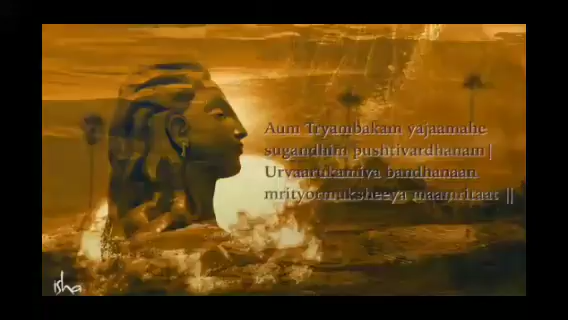 Aum Tryambakam yajaamahe
sugandhim pushtivardhanam|
Urvaarukamiva bandhanaan
mrityormuksheeya maamritaat ||
isha